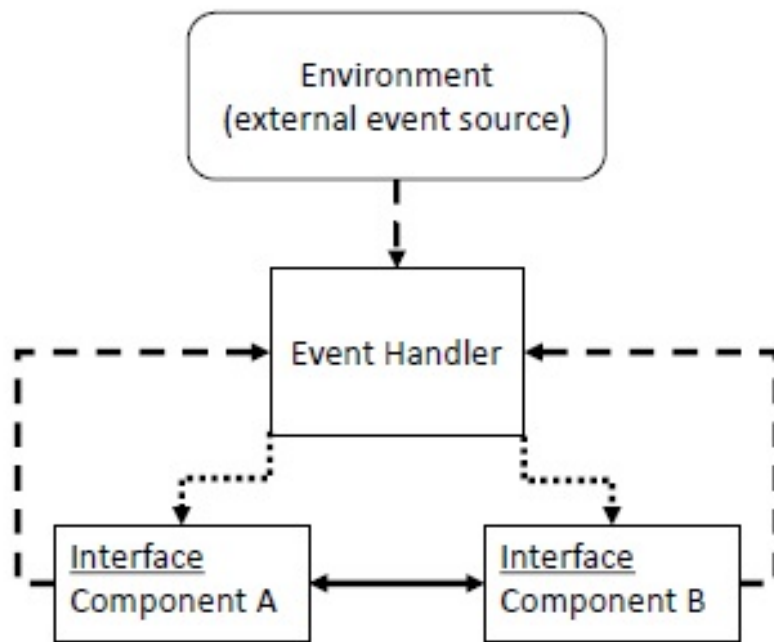 Environment
(external event source)
Event Handler
Interface
Component A
Interface
Component B